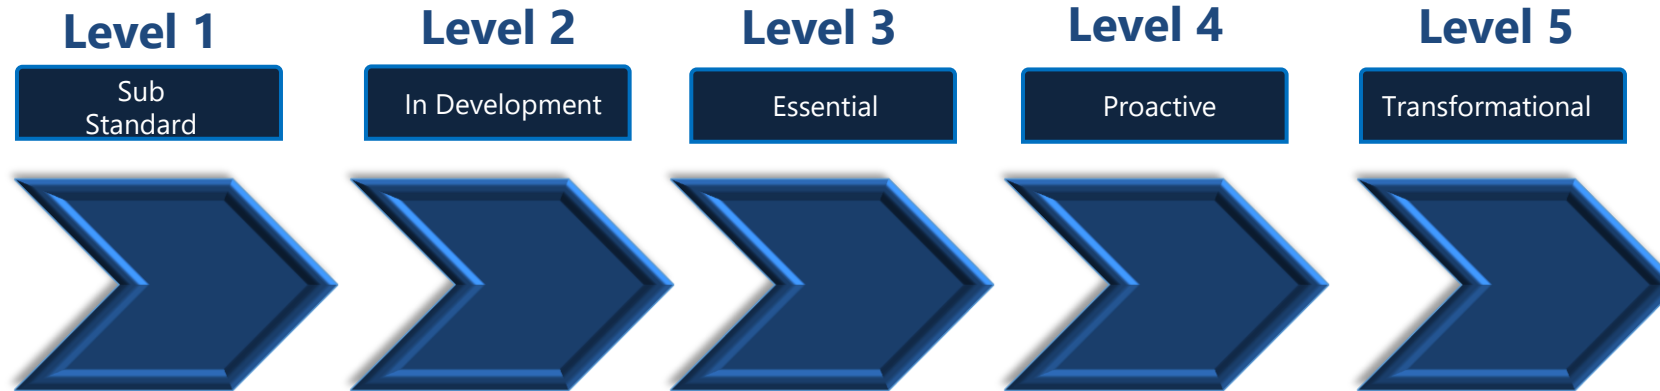 Level 1
Level 2
Level 3
Level 4
Level 5
Sub
Standard
In Development
Essential
Proactive
Transformational